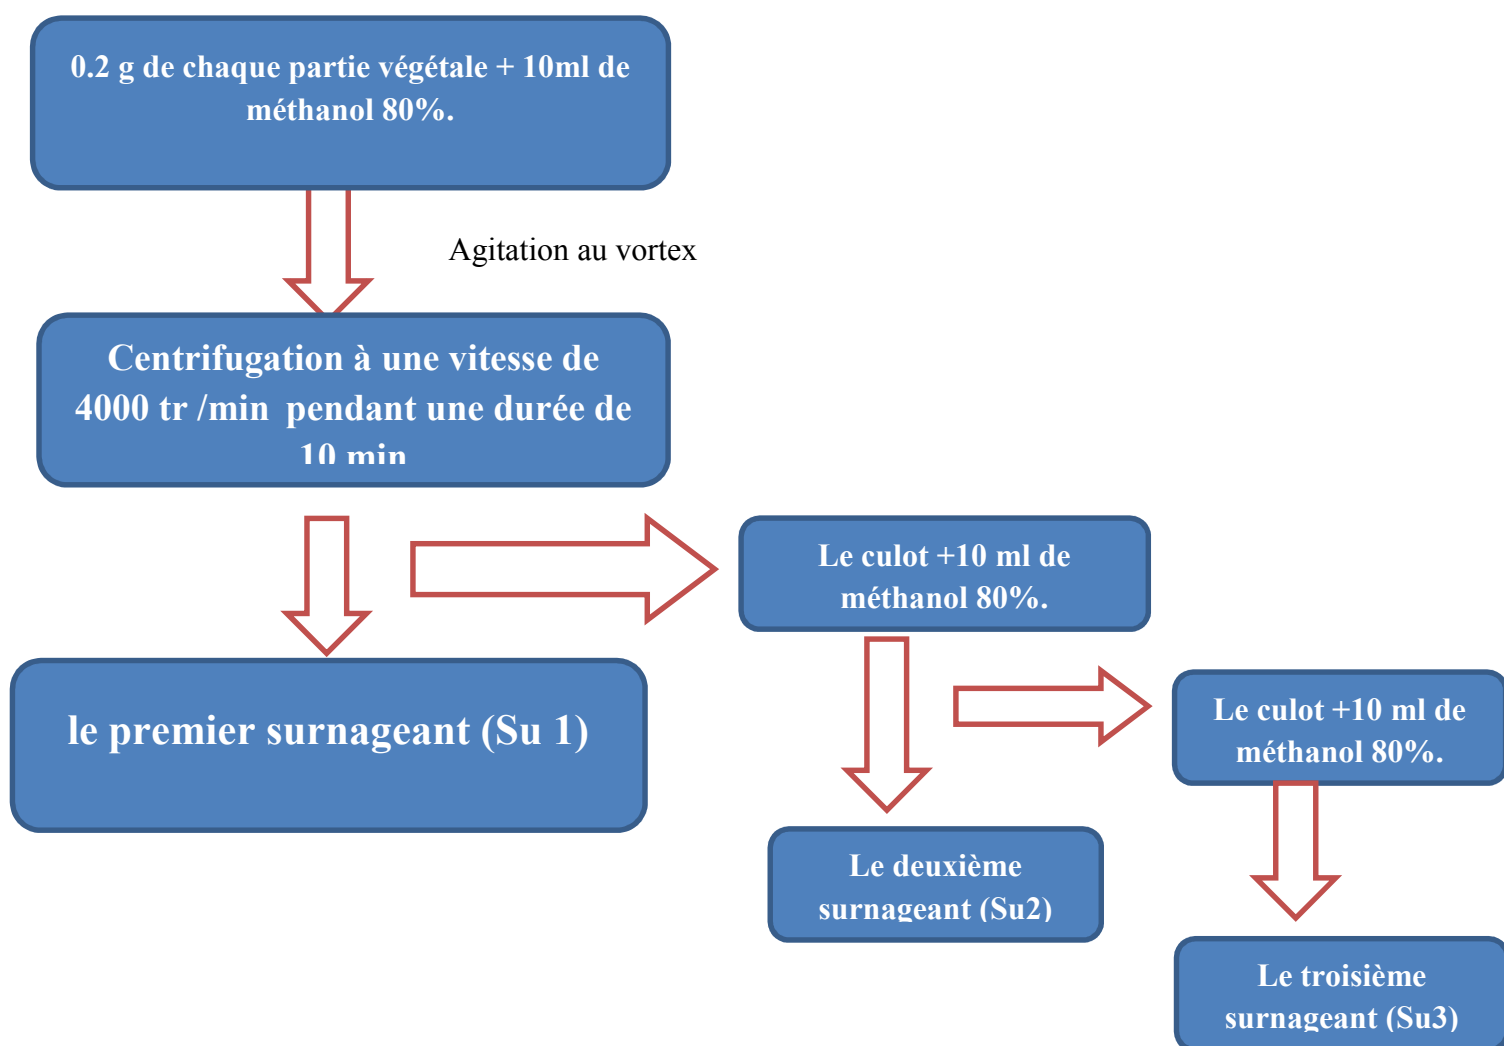 0.2 g de chaque partie végétale + 10ml de
méthanol 80%.
Agitation au vortex
Centrifugation à une vitesse de
4000 tr /min pendant une durée de
10 min
Le culot +10 ml de
méthanol 80%.
le premier surnageant (Su 1)
Le culot +10 ml de
méthanol 80%.
Le deuxième
surnageant (Su2)
Le troisième
surnageant (Su3)